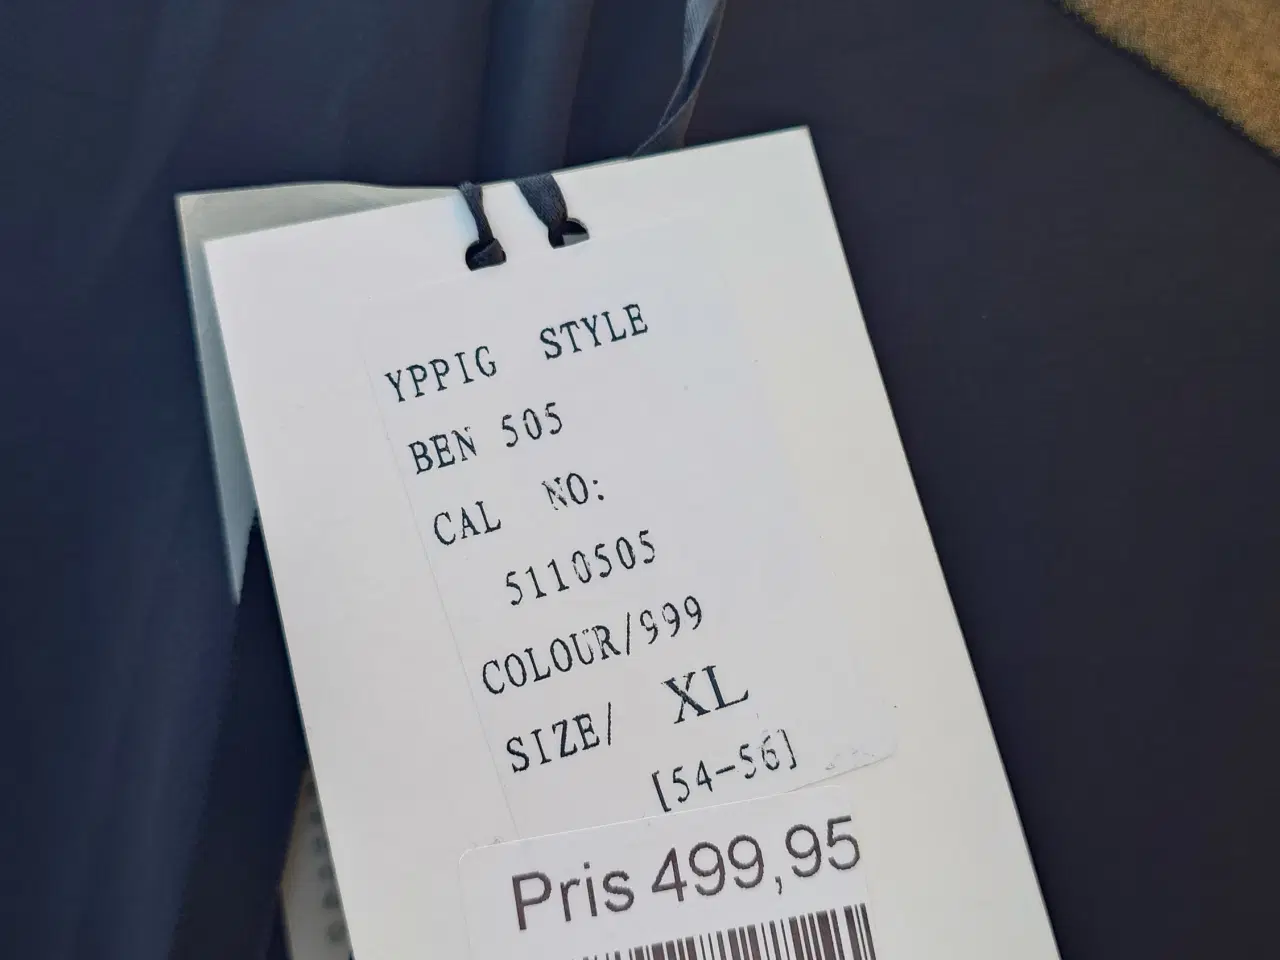 YPPIG STYLE
BEN 505
CAL NO:
5110505
COLOUR/999
SIZE/ XL
[54-56]
Pris 499,95